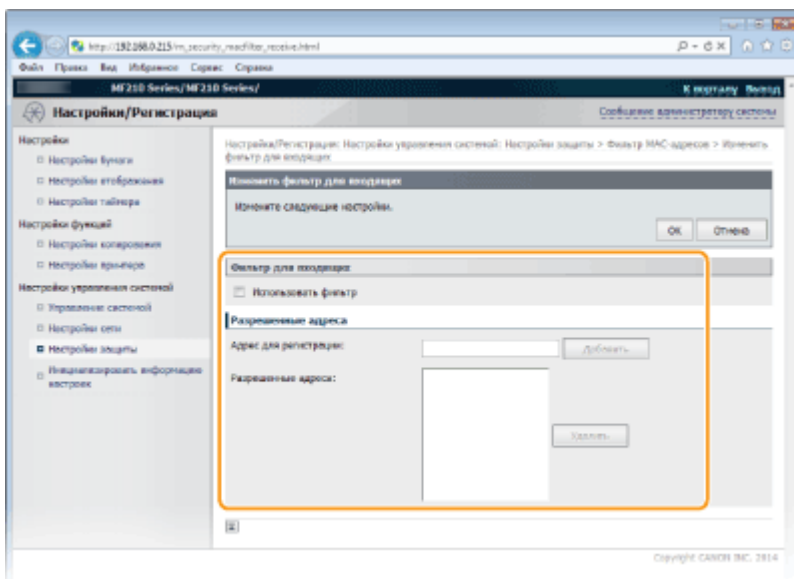 http://192.168.0.215/m_security_macfilter_receive.html
Файл Правка Вид Избранное Сервис Справка
MF210 Series/MF210 Series/
К порталу Выход
Настройки/Регистрация
Сообщение администратору системы
Настройки
Настройки бумаги
Настройки отображения
Настройки таймера
Настройки функций
Настройки копирования
Настройки принтера
Настройки управления системой
Управление системой
Настройки сети
Настройки защиты
Инициализировать информацию
настроек
Настройки/Регистрация: Настройки управления системой: Настройки защиты > Фильтр MAC-адресов > Изменить
фильтр для входящих
Изменить фильтр для входящих
Измените следующие настройки.
OK Отмена
Фильтр для входящих
Использовать фильтр
Разрешенные адреса
Адрес для регистрации:
Добавить
Разрешенные адреса:
Удалить
Copyright CANON INC. 2014